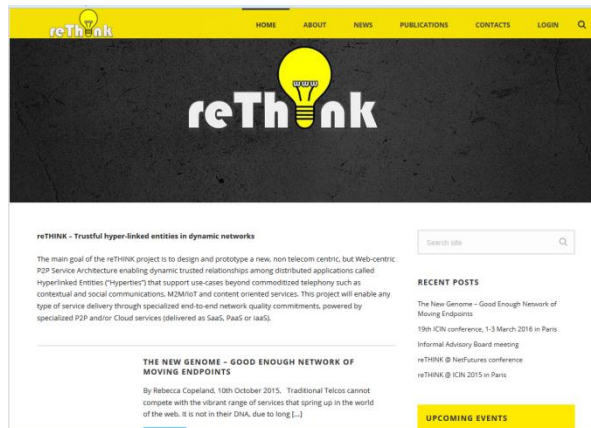 reThink
HOME ABOUT NEWS PUBLICATIONS CONTACTS LOGIN
reThink
reTHINK – Trustful hyper-linked entities in dynamic networks
The main goal of the reTHINK project is to design and prototype a new, non telecom centric, but Web-centric
P2P Service Architecture enabling dynamic trusted relationships among distributed applications called
Hyperlinked Entities ("Hyperties") that support use-cases beyond commoditized telephony such as
contextual and social communications, M2M/IoT and content oriented services. This project will enable any
type of service delivery through specialized end-to-end network quality commitments, powered by
specialized P2P and/or Cloud services (delivered as SaaS, PaaS or IaaS).
THE NEW GENOME – GOOD ENOUGH NETWORK OF
MOVING ENDPOINTS
By Rebecca Copeland, 10th October 2015. Traditional Telcos cannot
compete with the vibrant range of services that spring up in the world
of the web. It is not in their DNA, due to long [...]
Search site
RECENT POSTS
The New Genome – Good Enough Network of
Moving Endpoints
19th ICIN conference, 1-3 March 2016 in Paris
Informal Advisory Board meeting
reTHINK @ NetFutures conference
reTHINK @ ICIN 2015 in Paris
UPCOMING EVENTS